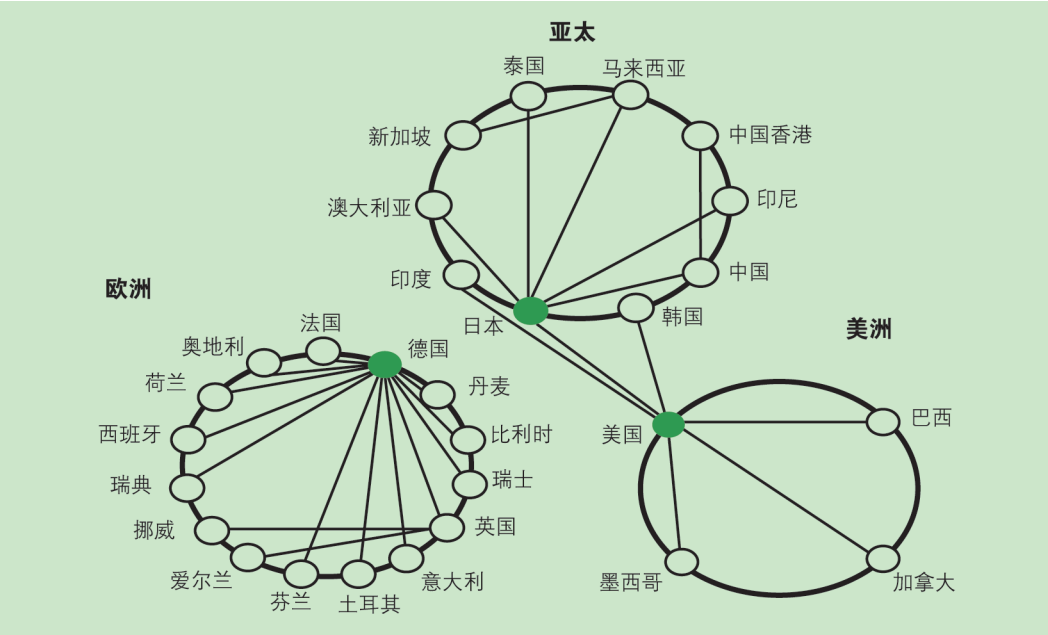 亚太
泰国
马来西亚
新加坡
中国香港
澳大利亚
印尼
印度
中国
日本
韩国
欧洲
法国
奥地利
德国
荷兰
丹麦
西班牙
比利时
瑞典
瑞士
挪威
英国
爱尔兰
芬兰
土耳其
意大利
美洲
美国
巴西
墨西哥
加拿大